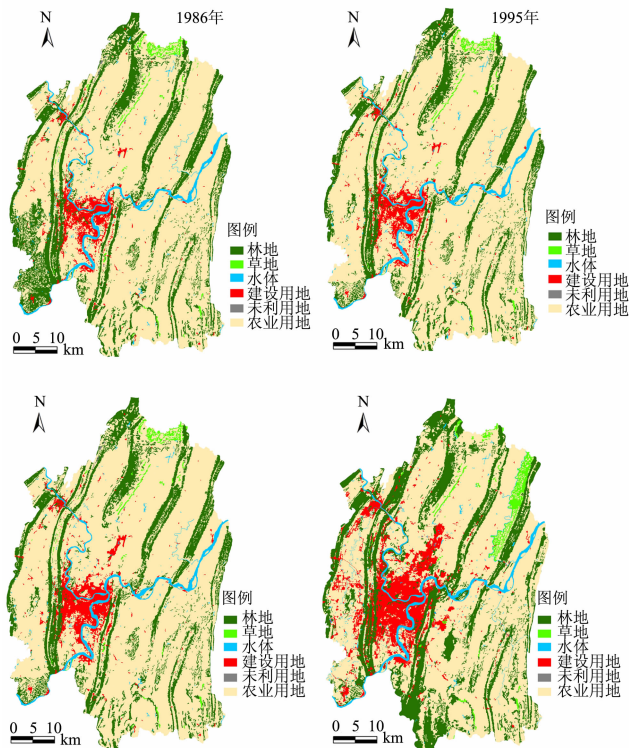 N
1986年
图例
林地
草地
水体
建设用地
未利用地
农业用地
0 5 10
km
N
1995年
图例
林地
草地
水体
建设用地
未利用地
农业用地
0 5 10
km
N
图例
林地
草地
水体
建设用地
未利用地
农业用地
0 5 10
km
N
图例
林地
草地
水体
建设用地
未利用地
农业用地
0 5 10
km